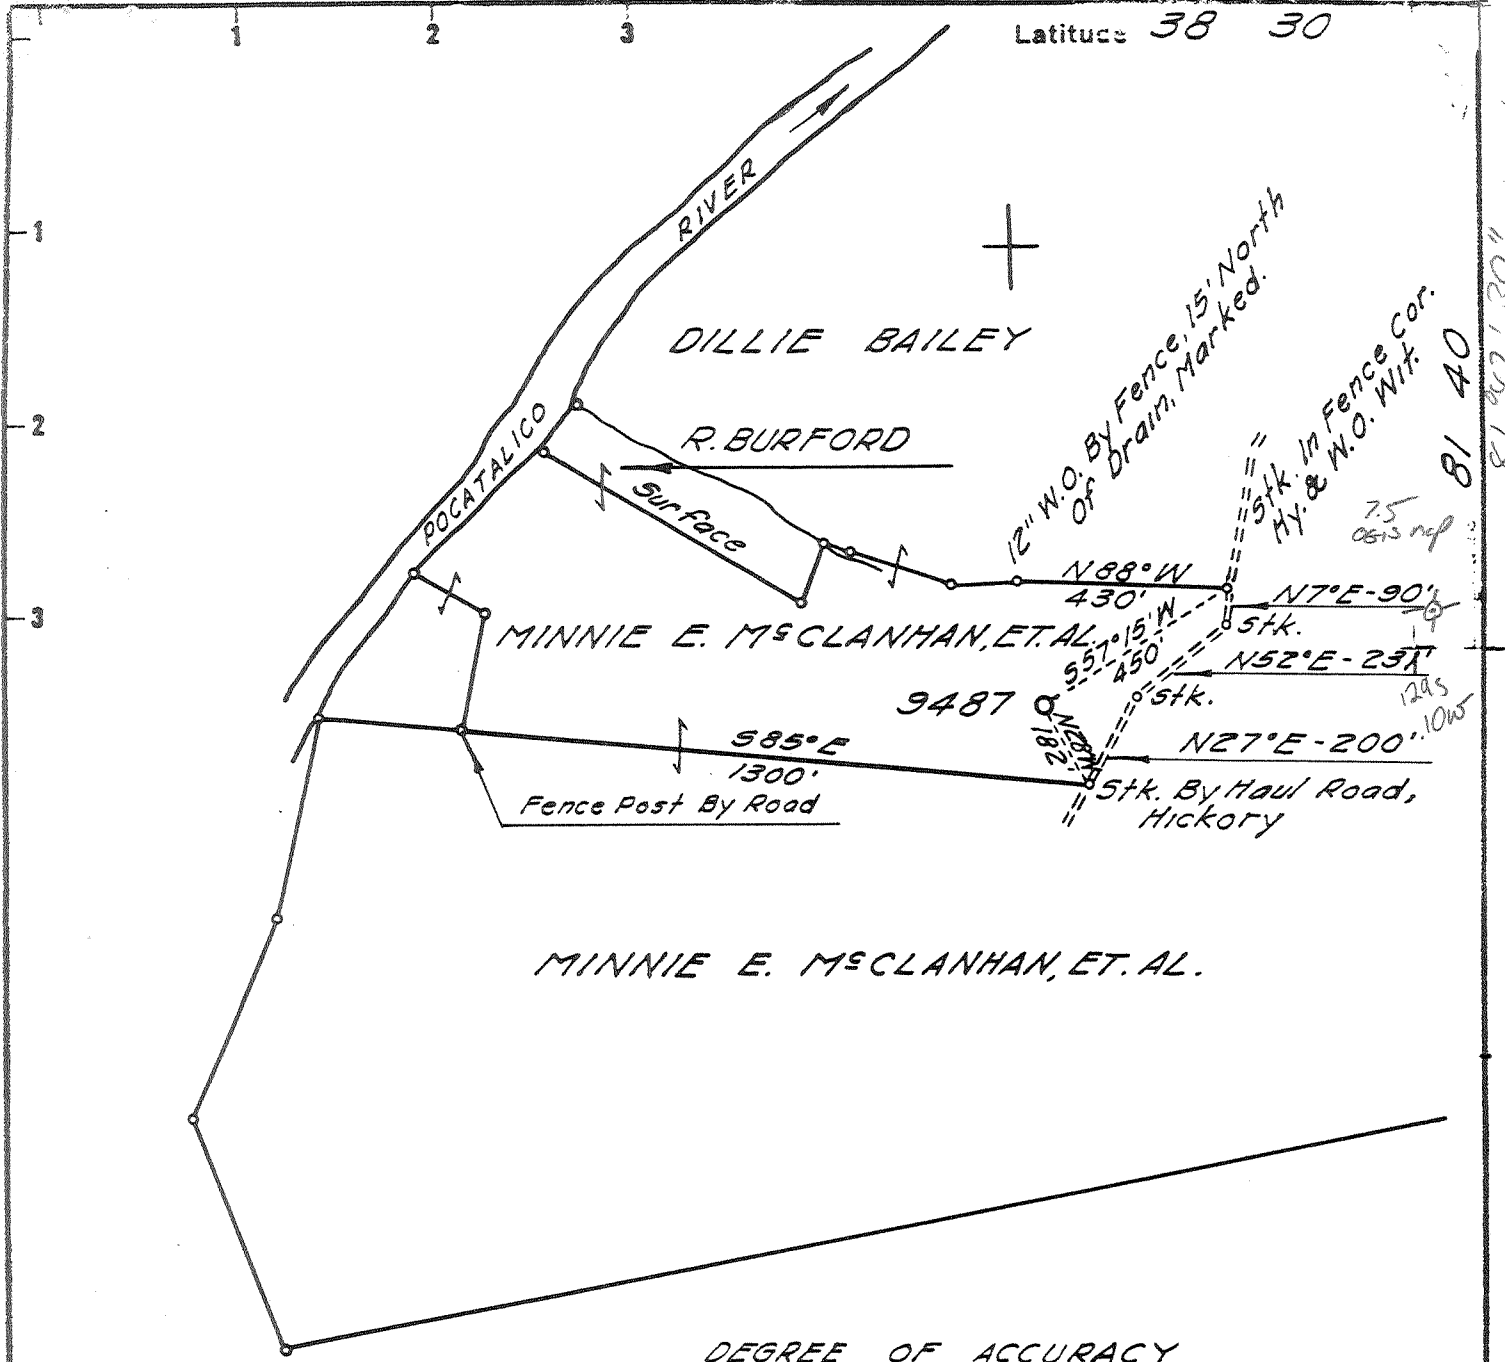 1 2 3
Latitude 38 30
1
2
3
POCATALICO RIVER
DILLIE BAILEY
R. BURFORD
Surface
12" W.O. By Fence, 15' North
Of Drain, Marked.
Stk. In Fence Cor.
Hy. & W.O. Wit.
81 40
7.5
N88°W
430'
N7°E-90'
Stk.
MINNIE E. McCLANHAN, ET. AL.
S57°15'W
450'
N52°E-231'
Stk.
9487
N28°W
182'
N27°E-200'
S85°E
1300'
Stk. By Haul Road,
Hickory
Fence Post By Road
MINNIE E. McCLANHAN, ET. AL.
DEGREE OF ACCURACY